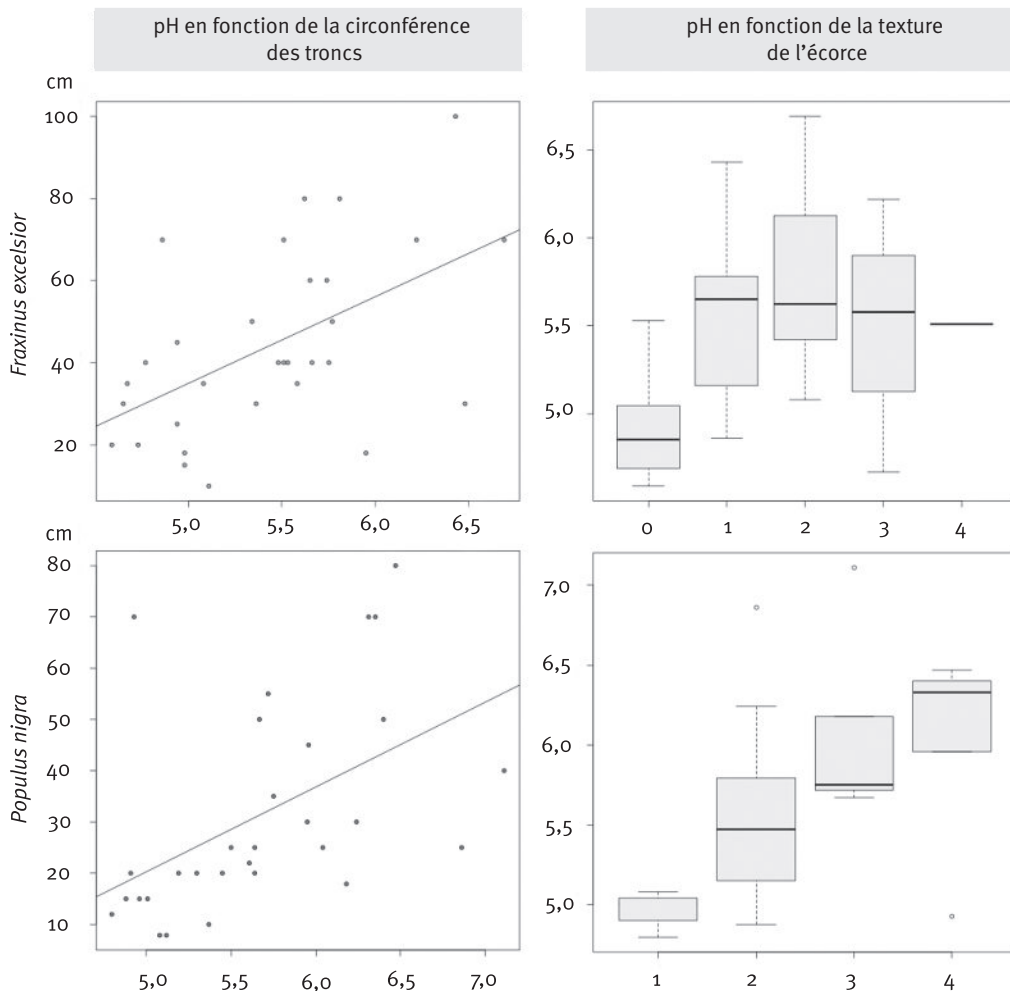 pH en fonction de la circonférence
des troncs
pH en fonction de la texture
de l'écorce
cm
Fraxinus excelsior
100
80
60
40
20
5,0 5,5 6,0 6,5
6,5
6,0
5,5
5,0
0 1 2 3 4
cm
Populus nigra
80
70
60
50
40
30
20
10
5,0 5,5 6,0 6,5 7,0
7,0
6,5
6,0
5,5
5,0
1 2 3 4